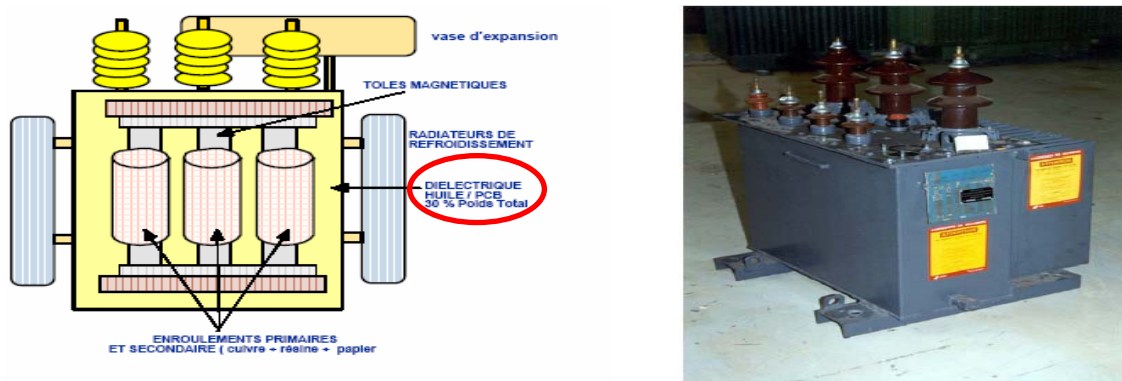 vase d'expansion
TOLES MAGNETIQUES
RADIATEURS DE
REFROIDISSEMENT
DIELECTRIQUE
HUILE / PCB
30 % Poids Total
ENROULEMENTS PRIMAIRES
ET SECONDAIRE ( cuivre + résine + papier